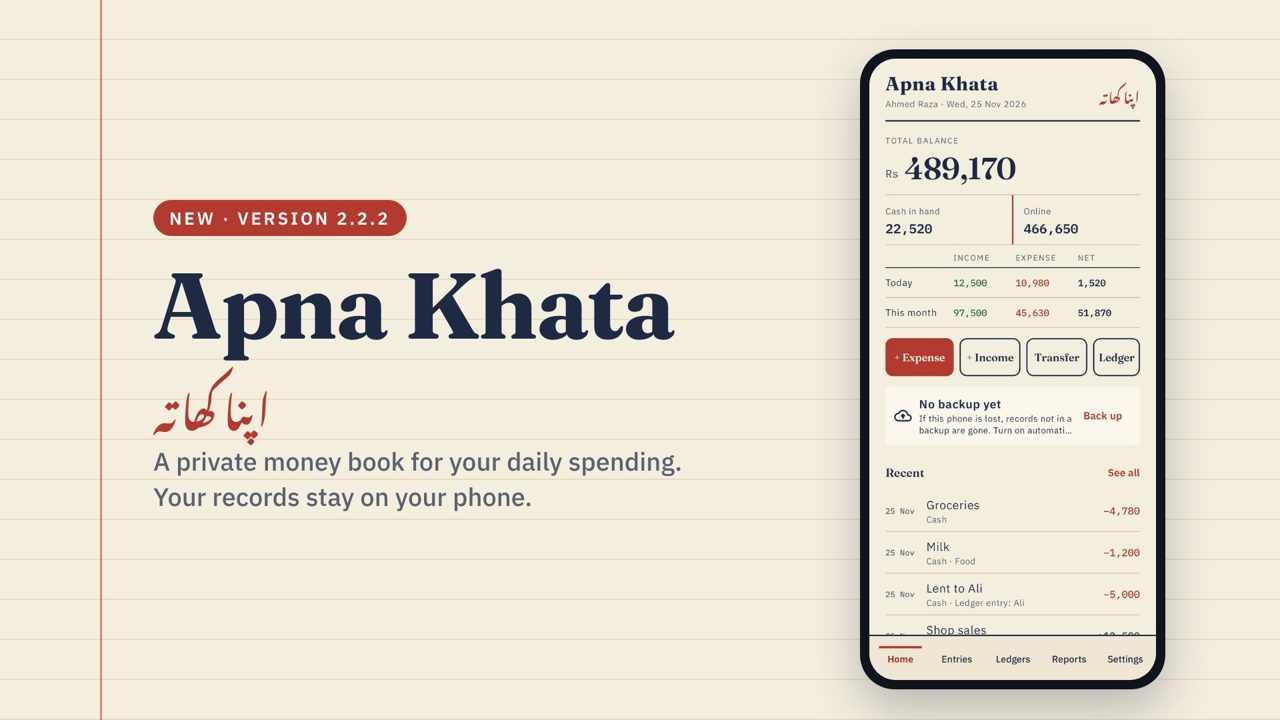 NEW · VERSION 2.2.2
Apna Khata
اپنا کھاتہ
A private money book for your daily spending.
Your records stay on your phone.
Apna Khata
Ahmed Raza · Wed, 25 Nov 2026
اپنا کھاتہ
TOTAL BALANCE
Rs 489,170
Cash in hand
22,520
Online
466,650
INCOME EXPENSE NET
Today 12,500 10,980 1,520
This month 97,500 45,630 51,870
+ Expense + Income Transfer Ledger
No backup yet
If this phone is lost, records not in a
backup are gone. Turn on automati...
Back up
Recent See all
25 Nov Groceries −4,780
Cash
25 Nov Milk −1,200
Cash · Food
25 Nov Lent to Ali −5,000
Cash · Ledger entry: Ali
Shop sales
Home Entries Ledgers Reports Settings